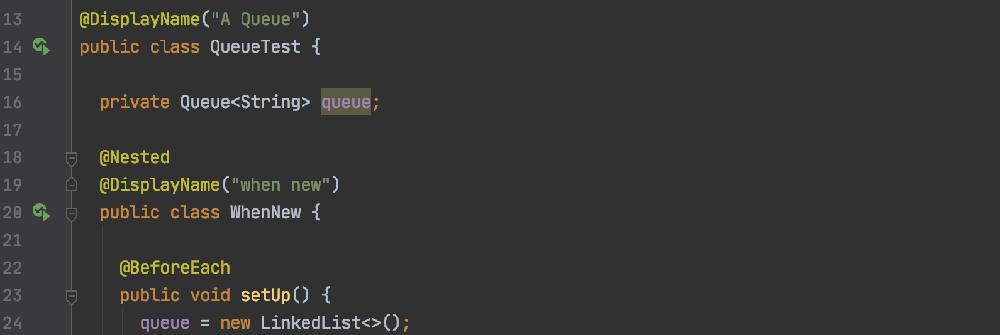 13 @DisplayName("A Queue")
14 public class QueueTest {
15
16 private Queue<String> queue;
17
18 @Nested
19 @DisplayName("when new")
20 public class WhenNew {
21
22 @BeforeEach
23 public void setUp() {
24 queue = new LinkedList<>();